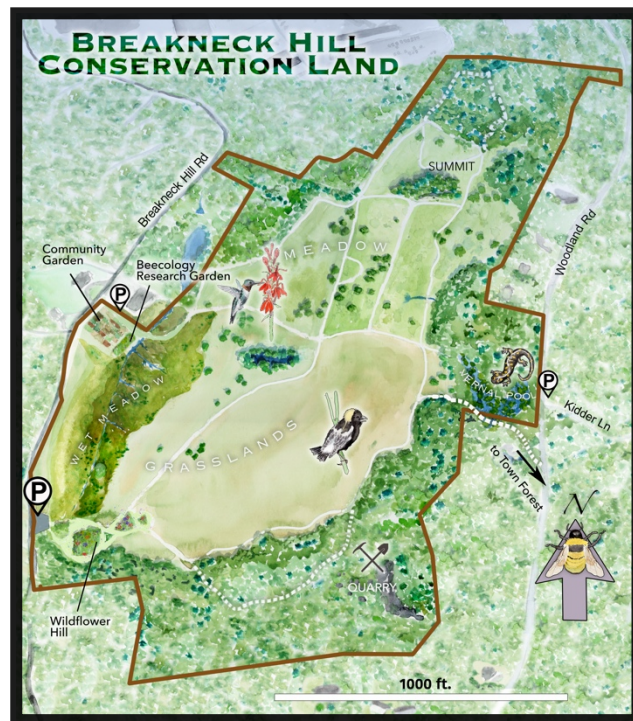 BREAKNECK HILL
CONSERVATION LAND
SUMMIT
Breakneck Hill Rd
Woodland Rd
Community
Garden
Beecology
Research Garden
MEADOW
P
P
VERNAL POOL
Kidder Ln
WET MEADOW
GRASSLANDS
to Town Forest
P
N
QUARRY
Wildflower
Hill
1000 ft.